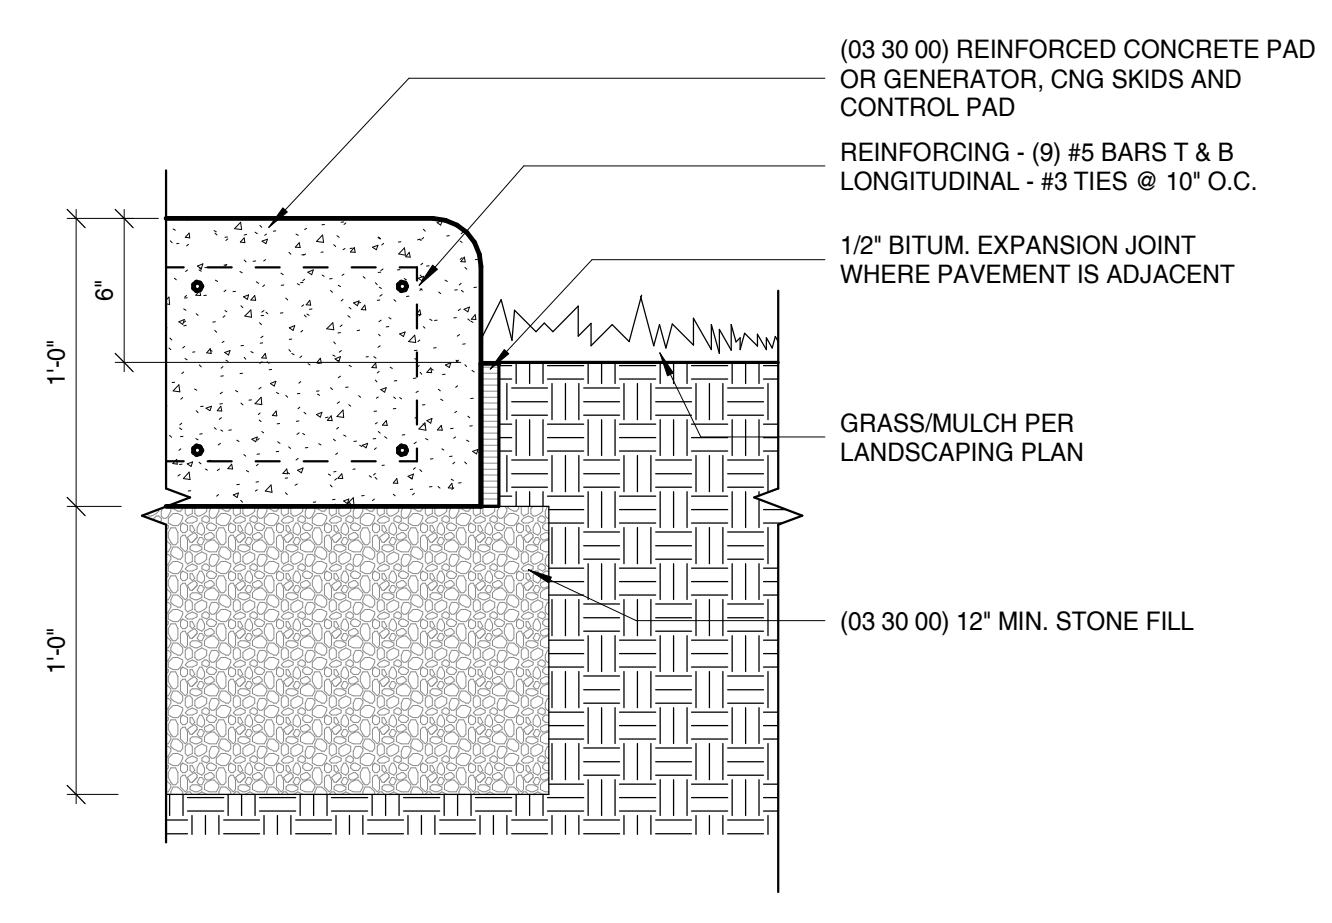 (03 30 00) REINFORCED CONCRETE PAD
OR GENERATOR, CNG SKIDS AND
CONTROL PAD
REINFORCING - (9) #5 BARS T & B
LONGITUDINAL - #3 TIES @ 10" O.C.
1/2" BITUM. EXPANSION JOINT
WHERE PAVEMENT IS ADJACENT
6"
1'-0"
GRASS/MULCH PER
LANDSCAPING PLAN
(03 30 00) 12" MIN. STONE FILL
1'-0"